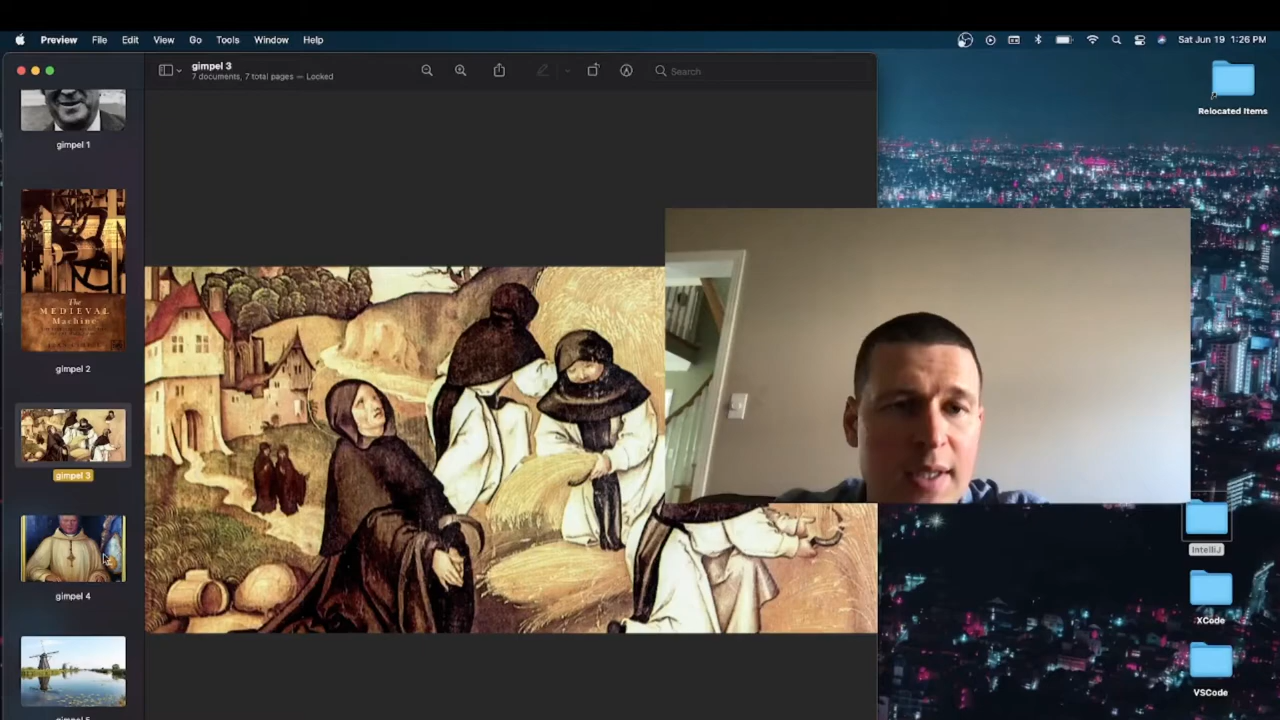 Preview File Edit View Go Tools Window Help Sat Jun 19 1:26 PM
gimpel 3
7 documents, 7 total pages — Locked
Search
Relocated Items
gimpel 1
The
MEDIEVAL
Machine
gimpel 2
gimpel 3
IntelliJ
gimpel 4
XCode
VSCode